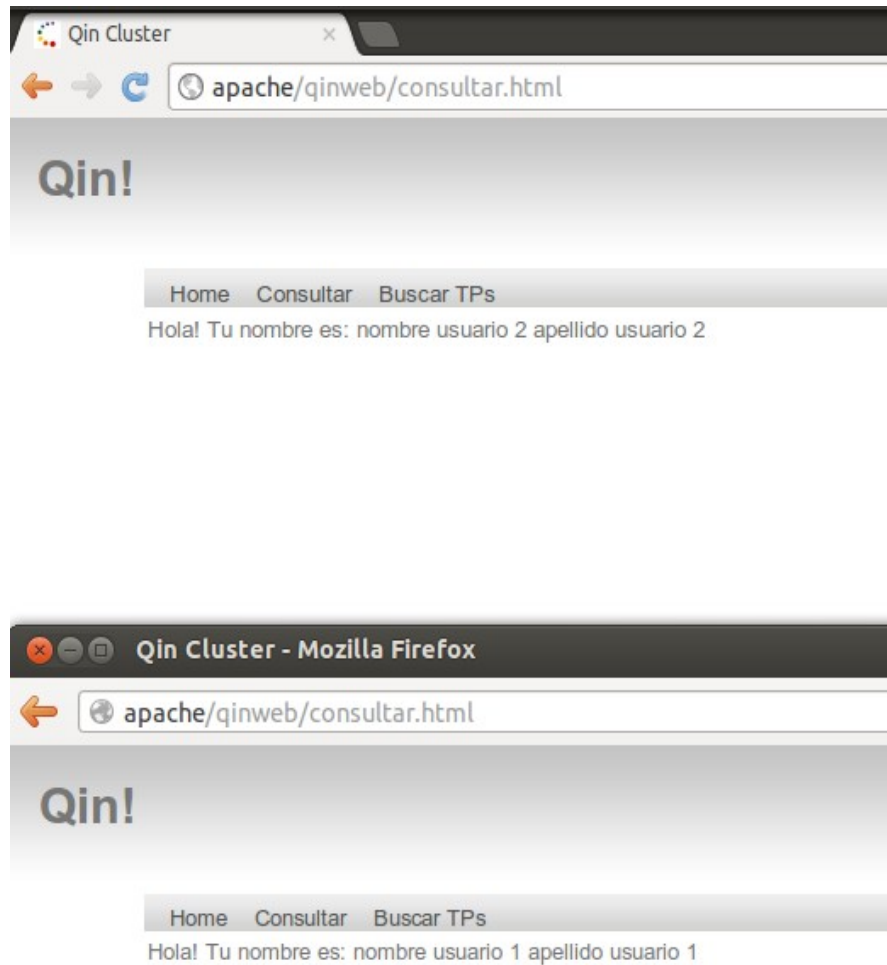 Qin Cluster
apache/qinweb/consultar.html
Qin!
Home Consultar Buscar TPs
Hola! Tu nombre es: nombre usuario 2 apellido usuario 2
Qin Cluster - Mozilla Firefox
apache/qinweb/consultar.html
Qin!
Home Consultar Buscar TPs
Hola! Tu nombre es: nombre usuario 1 apellido usuario 1